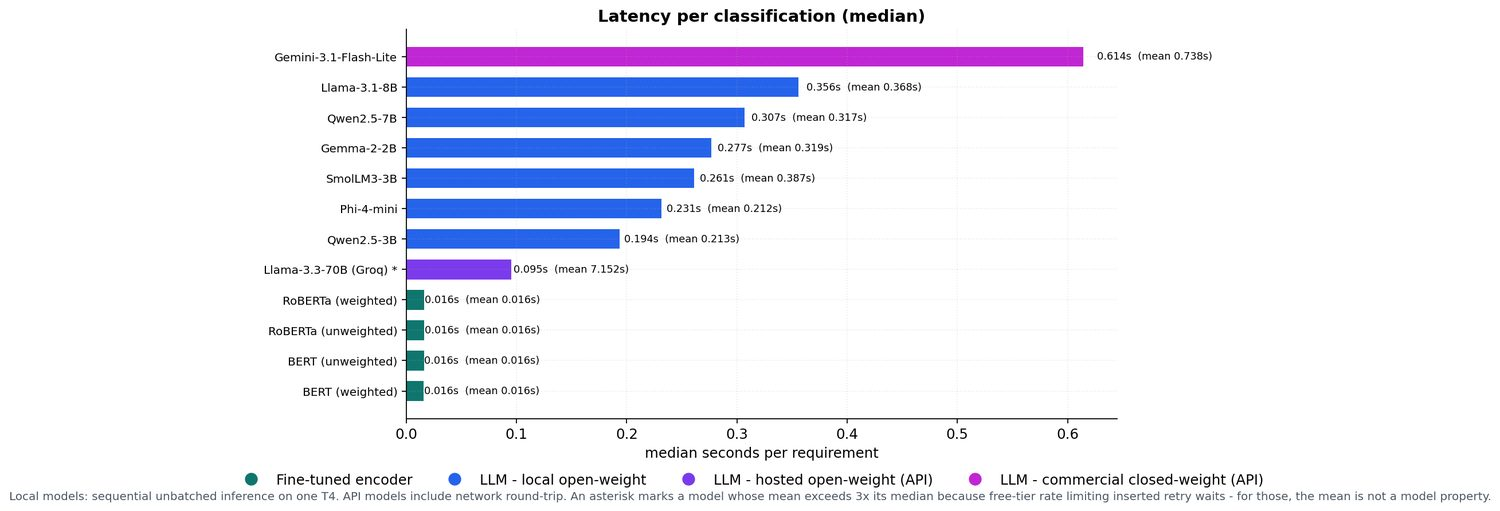 Latency per classification (median)
Gemini-3.1-Flash-Lite 0.614s (mean 0.738s)
Llama-3.1-8B 0.356s (mean 0.368s)
Qwen2.5-7B 0.307s (mean 0.317s)
Gemma-2-2B 0.277s (mean 0.319s)
SmolLM3-3B 0.261s (mean 0.387s)
Phi-4-mini 0.231s (mean 0.212s)
Qwen2.5-3B 0.194s (mean 0.213s)
Llama-3.3-70B (Groq) * 0.095s (mean 7.152s)
RoBERTa (weighted) 0.016s (mean 0.016s)
RoBERTa (unweighted) 0.016s (mean 0.016s)
BERT (unweighted) 0.016s (mean 0.016s)
BERT (weighted) 0.016s (mean 0.016s)
0.0 0.1 0.2 0.3 0.4 0.5 0.6
median seconds per requirement
Fine-tuned encoder LLM - local open-weight LLM - hosted open-weight (API) LLM - commercial closed-weight (API)
Local models: sequential unbatched inference on one T4. API models include network round-trip. An asterisk marks a model whose mean exceeds 3x its median because free-tier rate limiting inserted retry waits - for those, the mean is not a model property.